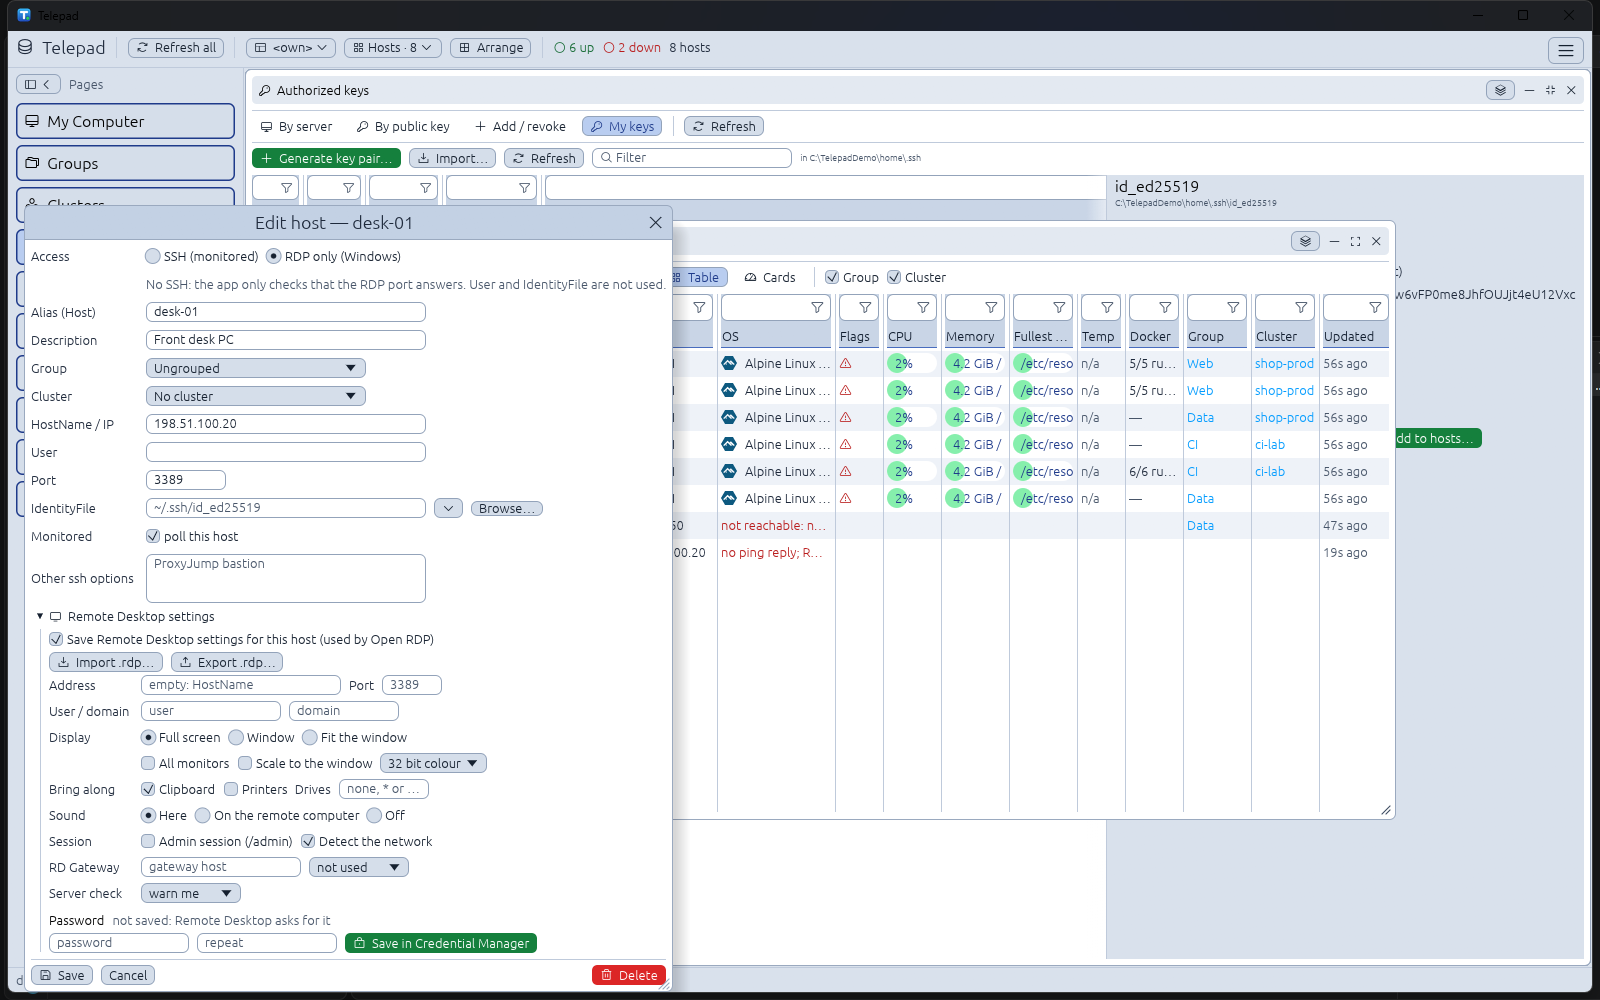 Telepad
Telepad
Refresh all
<own>
Hosts · 8
Arrange
6 up
2 down
8 hosts
Pages
My Computer
Groups
Clusters
Authorized keys
By server
By public key
Add / revoke
My keys
Refresh
Generate key pair...
Import...
Refresh
Filter
in C:\TelepadDemo\home\.ssh
id_ed25519
C:\TelepadDemo\home\.ssh\id_ed25519
w6vFP0me8JhfOUJjt4eU12Vxc
dd to hosts...
Table
Cards
Group
Cluster
OS
Flags
CPU
Memory
Fullest ...
Temp
Docker
Group
Cluster
Updated
Alpine Linux ... 2% 4.2 GiB / /etc/reso n/a 5/5 ru... Web shop-prod 56s ago
Alpine Linux ... 2% 4.2 GiB / /etc/reso n/a 5/5 ru... Web shop-prod 56s ago
Alpine Linux ... 2% 4.2 GiB / /etc/reso n/a — Data shop-prod 56s ago
Alpine Linux ... 2% 4.2 GiB / /etc/reso n/a — CI ci-lab 56s ago
Alpine Linux ... 2% 4.2 GiB / /etc/reso n/a 6/6 ru... CI ci-lab 56s ago
Alpine Linux ... 2% 4.2 GiB / /etc/reso n/a — Data 56s ago
50 not reachable: n... Data 47s ago
00.20 no ping reply; R... 19s ago
Edit host — desk-01
Access
SSH (monitored)
RDP only (Windows)
No SSH: the app only checks that the RDP port answers. User and IdentityFile are not used.
Alias (Host) desk-01
Description Front desk PC
Group Ungrouped
Cluster No cluster
HostName / IP 198.51.100.20
User
Port 3389
IdentityFile ~/.ssh/id_ed25519 Browse...
Monitored poll this host
Other ssh options ProxyJump bastion
Remote Desktop settings
Save Remote Desktop settings for this host (used by Open RDP)
Import .rdp...
Export .rdp...
Address empty: HostName Port 3389
User / domain user domain
Display Full screen Window Fit the window
All monitors Scale to the window 32 bit colour
Bring along Clipboard Printers Drives none, * or ...
Sound Here On the remote computer Off
Session Admin session (/admin) Detect the network
RD Gateway gateway host not used
Server check warn me
Password not saved: Remote Desktop asks for it
password repeat Save in Credential Manager
Save
Cancel
Delete